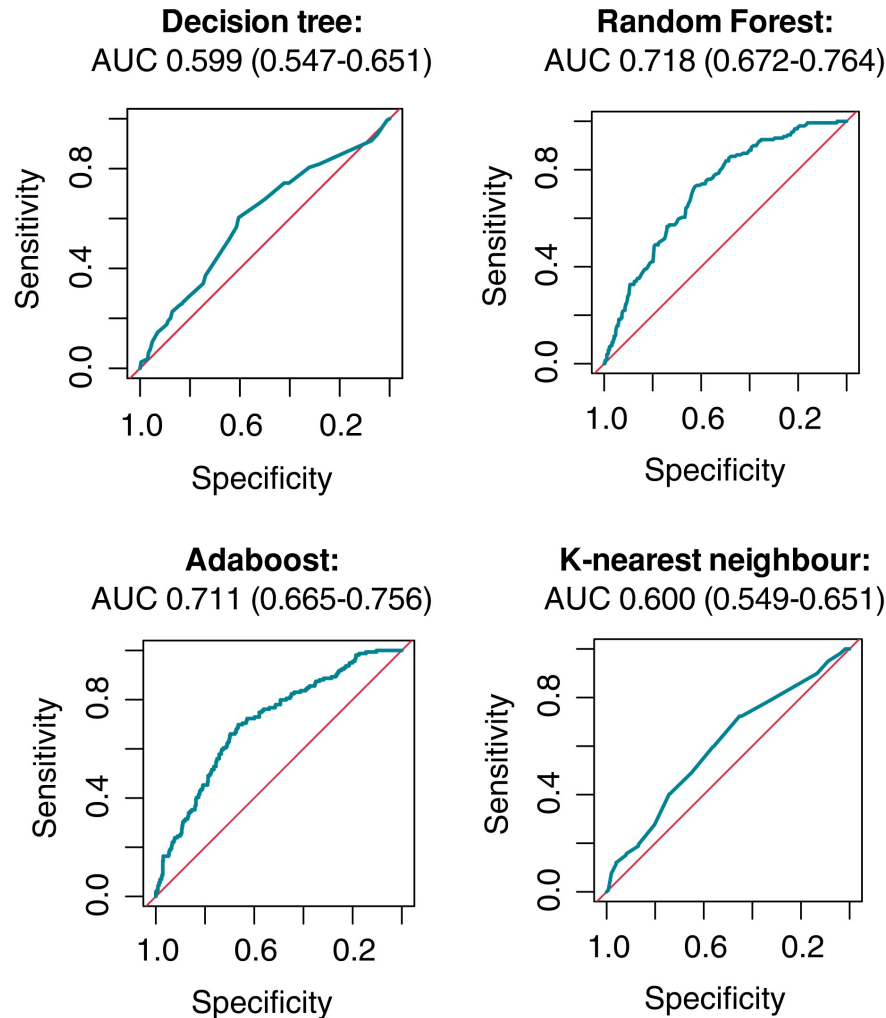 Decision tree:
AUC 0.599 (0.547-0.651)
Sensitivity
0.8
0.4
0.0
1.0 0.6 0.2
Specificity
Random Forest:
AUC 0.718 (0.672-0.764)
Sensitivity
0.8
0.4
0.0
1.0 0.6 0.2
Specificity
Adaboost:
AUC 0.711 (0.665-0.756)
Sensitivity
0.8
0.4
0.0
1.0 0.6 0.2
Specificity
K-nearest neighbour:
AUC 0.600 (0.549-0.651)
Sensitivity
0.8
0.4
0.0
1.0 0.6 0.2
Specificity